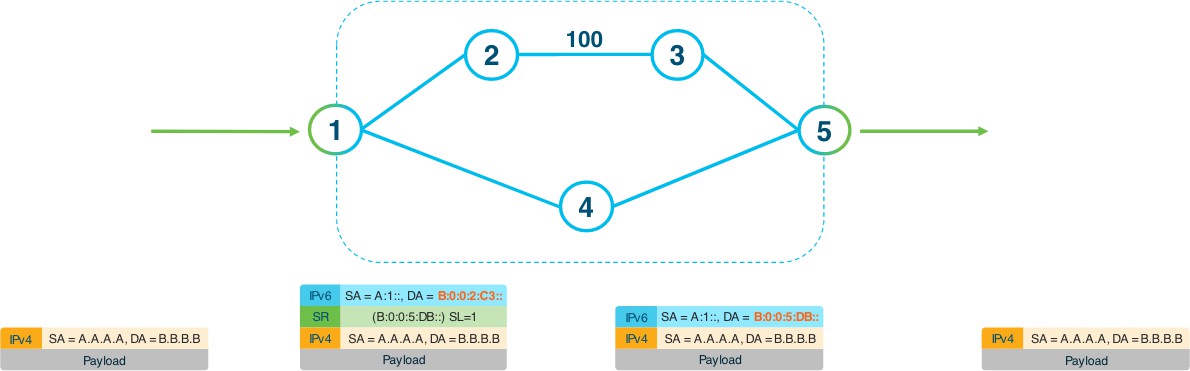 100
2
3
1
5
4
IPv6 SA = A:1::, DA = B:0:0:2:C3::
SR (B:0:0:5:DB::) SL=1
IPv4 SA = A.A.A.A, DA = B.B.B.B
Payload
IPv6 SA = A:1::, DA = B:0:0:5:DB::
IPv4 SA = A.A.A.A, DA = B.B.B.B
Payload
IPv4 SA = A.A.A.A, DA = B.B.B.B
Payload
IPv4 SA = A.A.A.A, DA = B.B.B.B
Payload